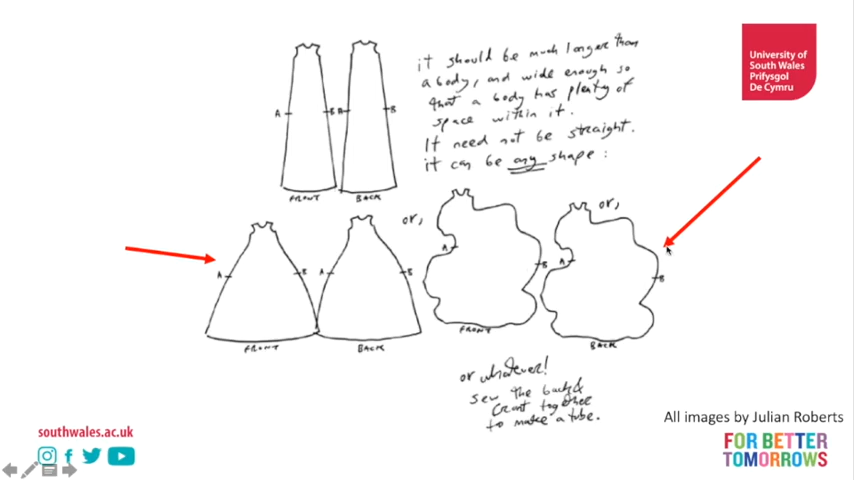 it should be much longer than
a body, and wide enough so
that a body has plenty of
space within it.
It need not be straight.
it can be any shape:
University of
South Wales
Prifysgol
De Cymru
A B A B
FRONT BACK
or,
or,
A B A B
A B A B
FRONT BACK
FRONT BACK
or whatever!
sew the back &
front together
to make a tube.
All images by Julian Roberts
southwales.ac.uk
FOR BETTER
TOMORROWS